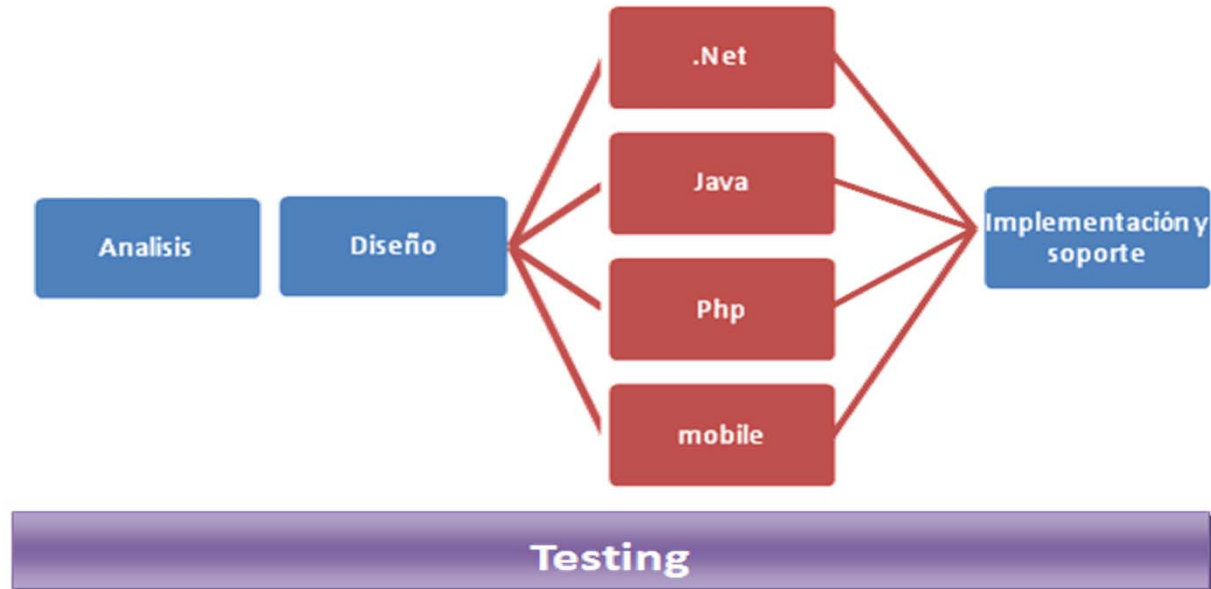 .Net
Java
Analisis
Diseño
Implementación y
soporte
Php
mobile
Testing